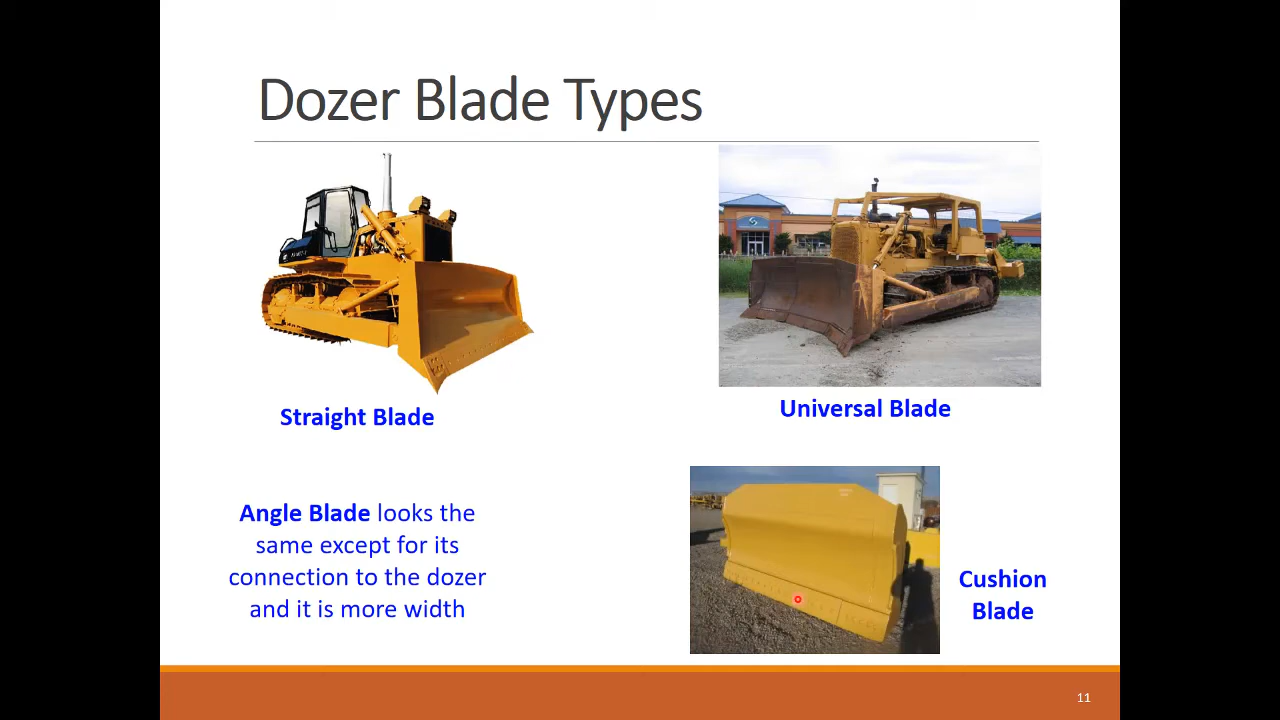 Dozer Blade Types
Straight Blade
Universal Blade
Angle Blade looks the
same except for its
connection to the dozer
and it is more width
Cushion
Blade
11